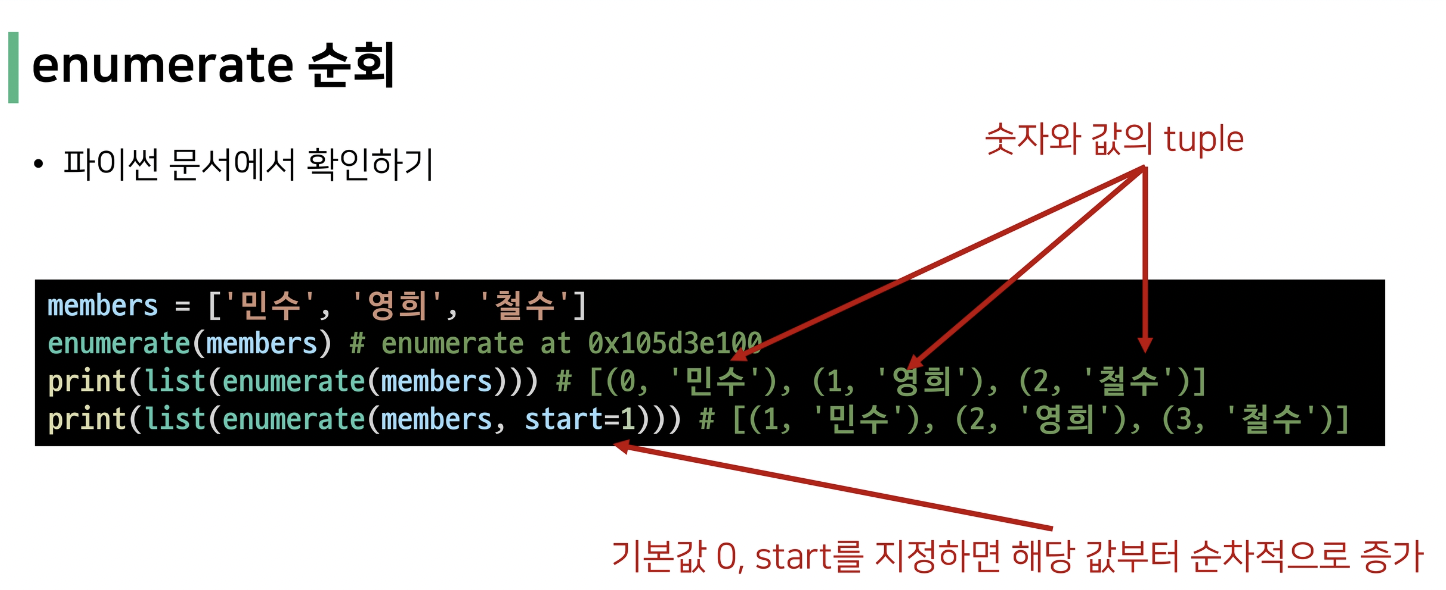 enumerate 순회
• 파이썬 문서에서 확인하기
숫자와 값의 tuple
members = ['민수', '영희', '철수']
enumerate(members) # enumerate at 0x105d3e100
print(list(enumerate(members))) # [(0, '민수'), (1, '영희'), (2, '철수')]
print(list(enumerate(members, start=1))) # [(1, '민수'), (2, '영희'), (3, '철수')]
기본값 0, start를 지정하면 해당 값부터 순차적으로 증가